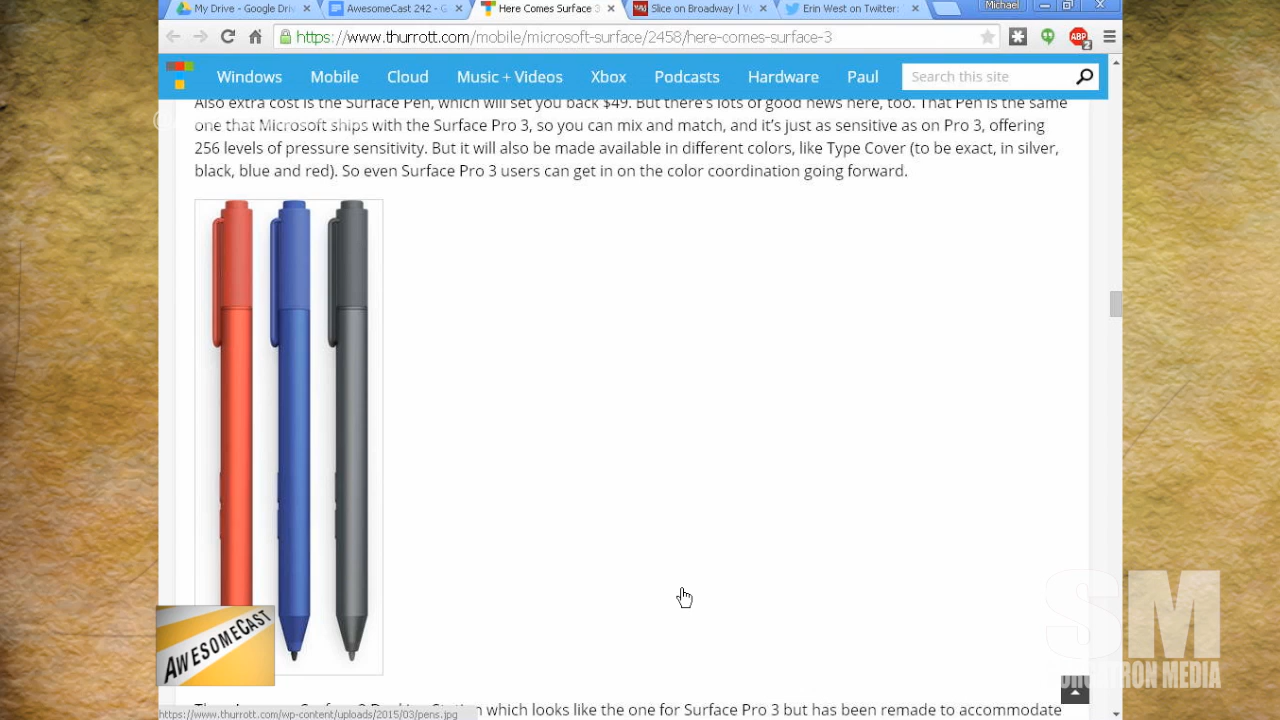 My Drive - Google Driv
AwesomeCast 242 - G
Here Comes Surface 3
Slice on Broadway | Yo
Erin West on Twitter:
Michael
https://www.thurrott.com/mobile/microsoft-surface/2458/here-comes-surface-3
ABP
2
Windows Mobile Cloud Music + Videos Xbox Podcasts Hardware Paul Search this site
Also extra cost is the Surface Pen, which will set you back $49. But there's lots of good news here, too. That Pen is the same
one that Microsoft ships with the Surface Pro 3, so you can mix and match, and it's just as sensitive as on Pro 3, offering
256 levels of pressure sensitivity. But it will also be made available in different colors, like Type Cover (to be exact, in silver,
black, blue and red). So even Surface Pro 3 users can get in on the color coordination going forward.
AWESOMECAST
SM
SORGATRON MEDIA
which looks like the one for Surface Pro 3 but has been remade to accommodate
https://www.thurrott.com/wp-content/uploads/2015/03/pens.jpg